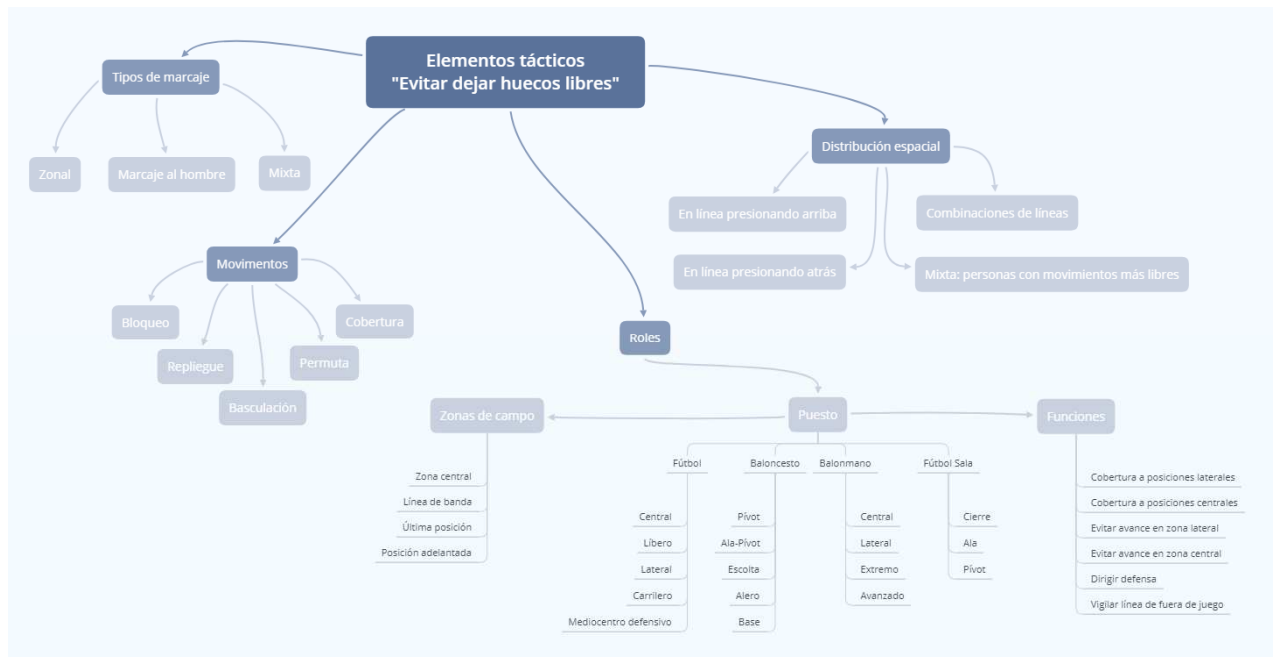 Elementos tácticos
"Evitar dejar huecos libres"
Tipos de marcaje
Zonal
Marcaje al hombre
Mixta
Movimentos
Bloqueo
Repliegue
Basculación
Permuta
Cobertura
Distribución espacial
En línea presionando arriba
En línea presionando atrás
Combinaciones de líneas
Mixta: personas con movimientos más libres
Roles
Puesto
Zonas de campo
Zona central
Línea de banda
Última posición
Posición adelantada
Fútbol
Central
Líbero
Lateral
Carrilero
Mediocentro defensivo
Baloncesto
Pívot
Ala-Pívot
Escolta
Alero
Base
Balonmano
Central
Lateral
Extremo
Avanzado
Fútbol Sala
Cierre
Ala
Pívot
Funciones
Cobertura a posiciones laterales
Cobertura a posiciones centrales
Evitar avance en zona lateral
Evitar avance en zona central
Dirigir defensa
Vigilar línea de fuera de juego